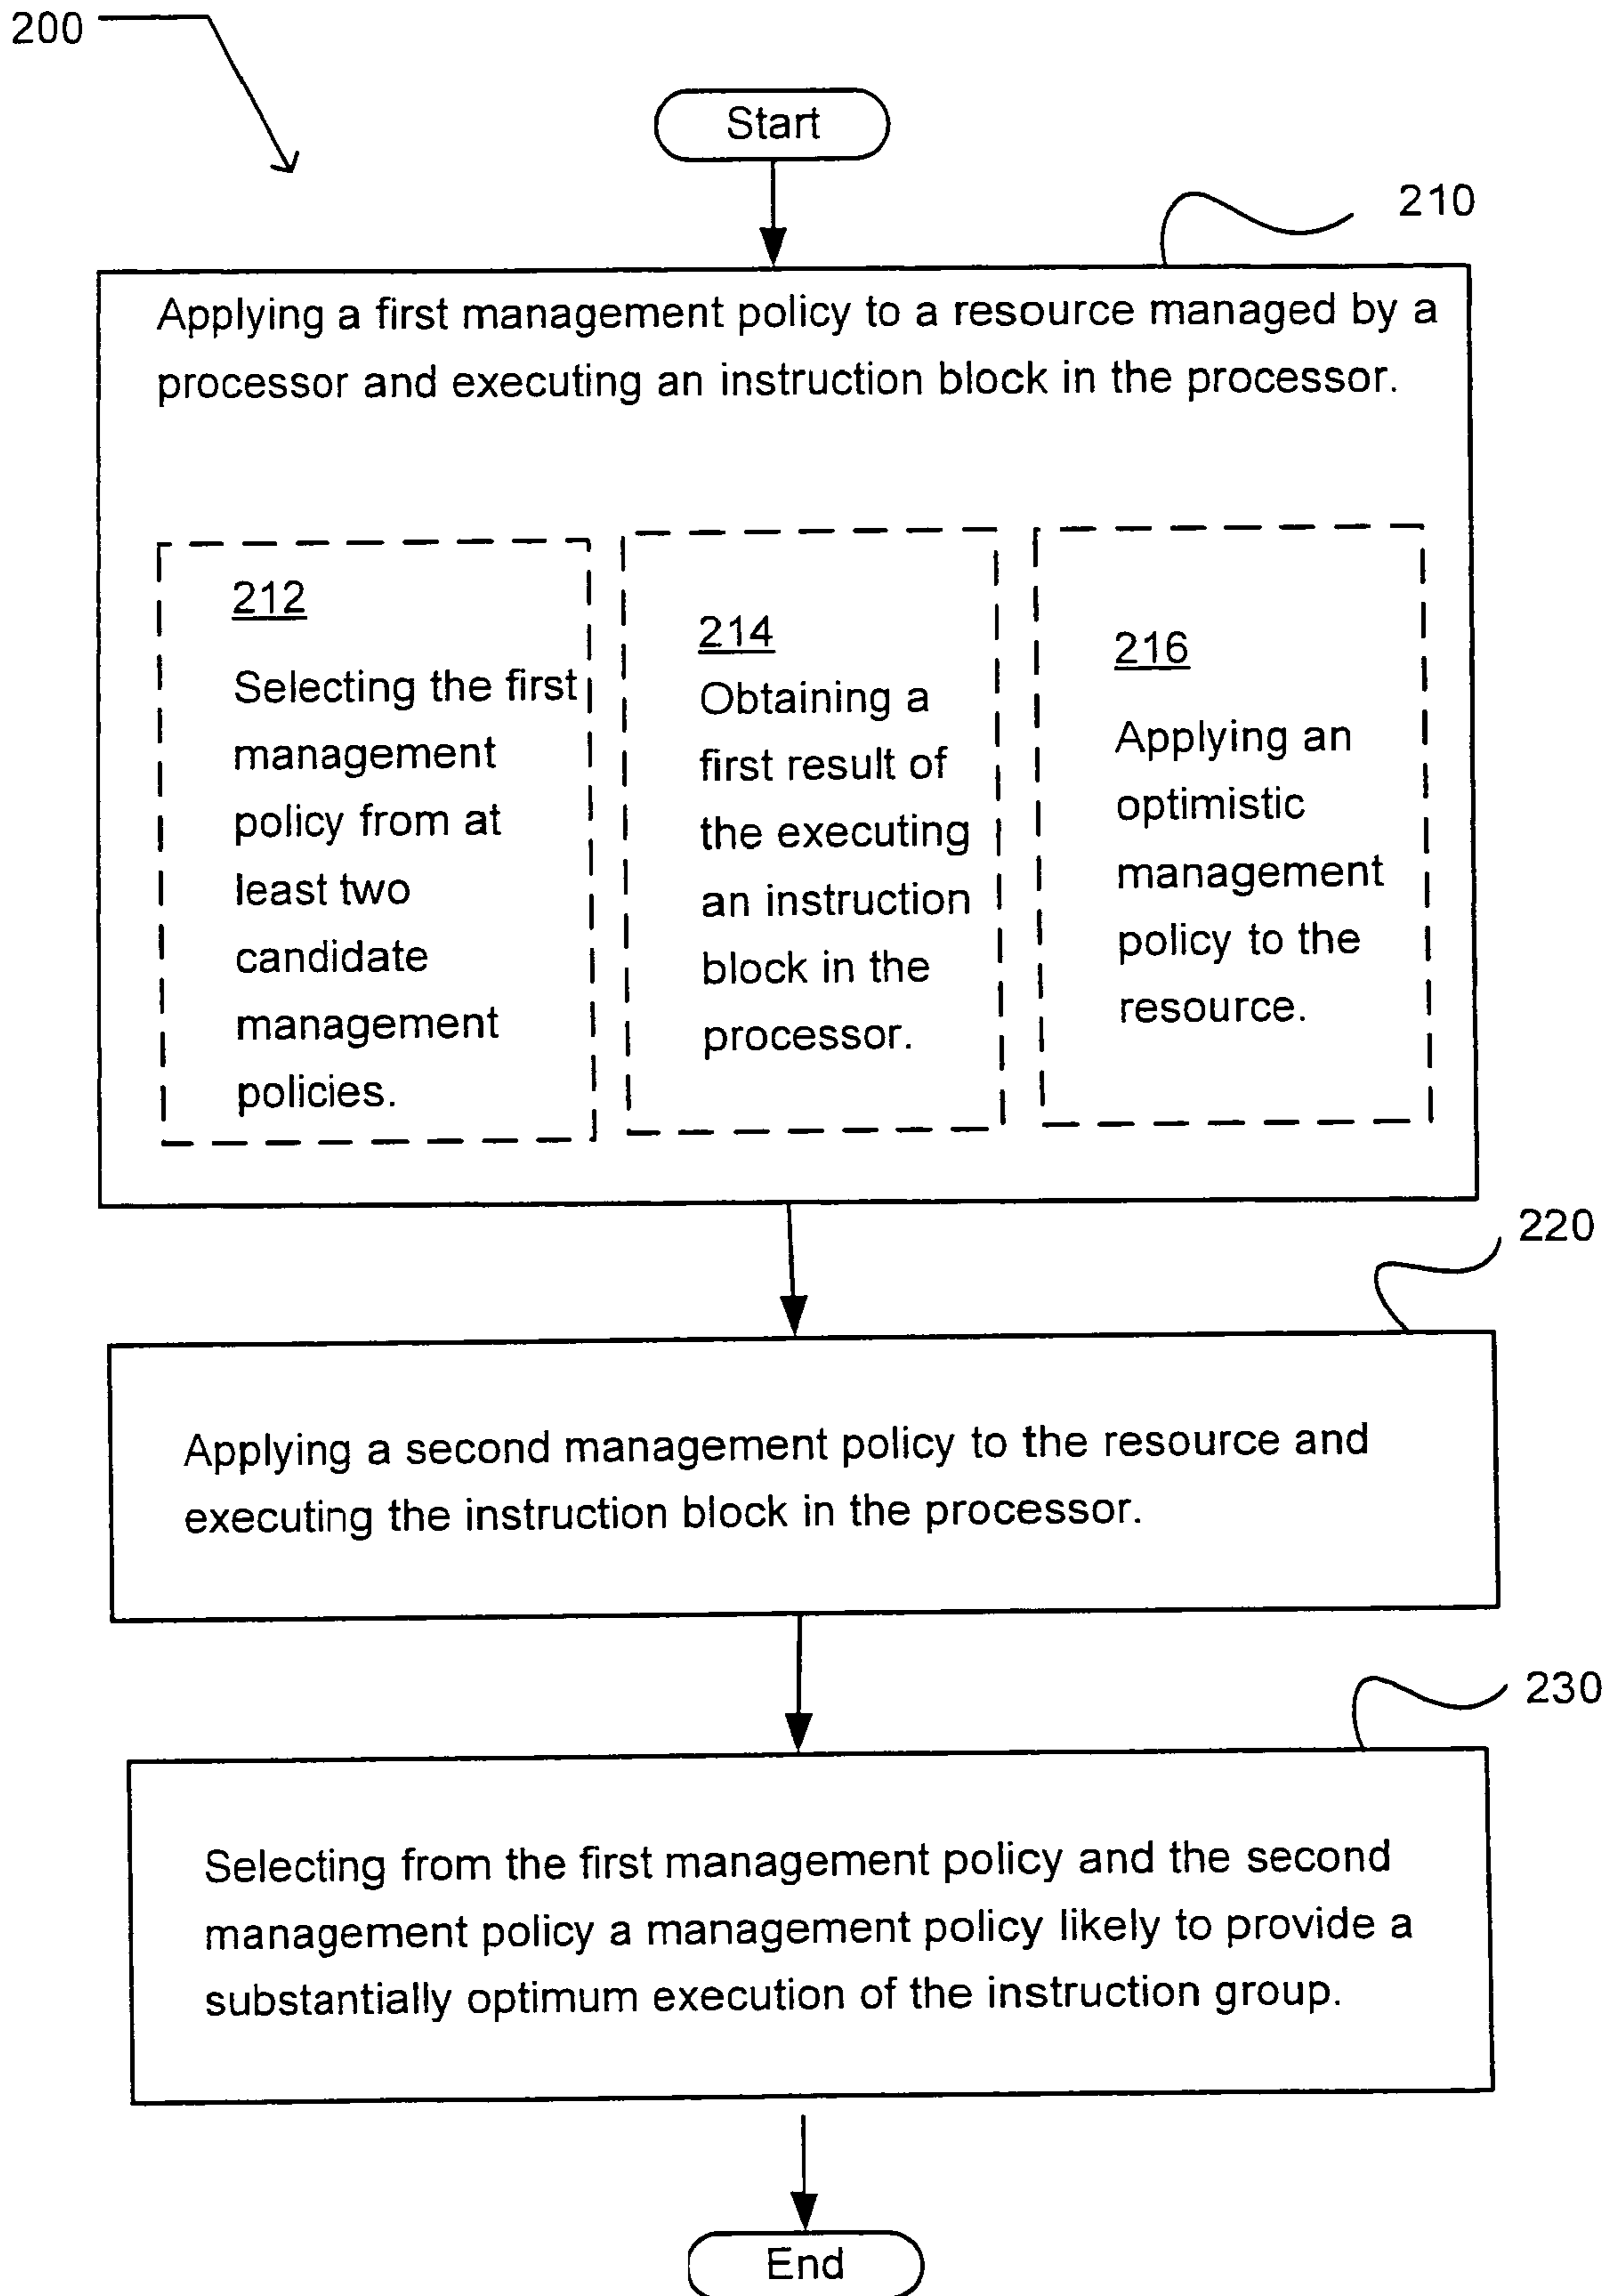 200
Start
210
Applying a first management policy to a resource managed by a
processor and executing an instruction block in the processor.
212
Selecting the first
management
policy from at
least two
candidate
management
policies.
214
Obtaining a
first result of
the executing
an instruction
block in the
processor.
216
Applying an
optimistic
management
policy to the
resource.
220
Applying a second management policy to the resource and
executing the instruction block in the processor.
230
Selecting from the first management policy and the second
management policy a management policy likely to provide a
substantially optimum execution of the instruction group.
End